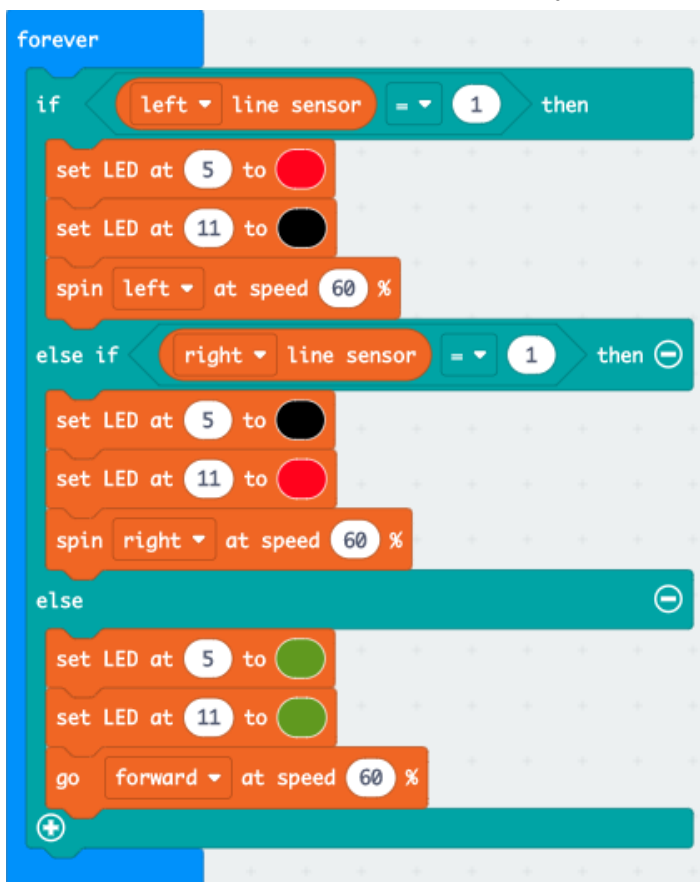 forever
if left line sensor = 1 then
set LED at 5 to
set LED at 11 to
spin left at speed 60 %
else if right line sensor = 1 then
set LED at 5 to
set LED at 11 to
spin right at speed 60 %
else
set LED at 5 to
set LED at 11 to
go forward at speed 60 %